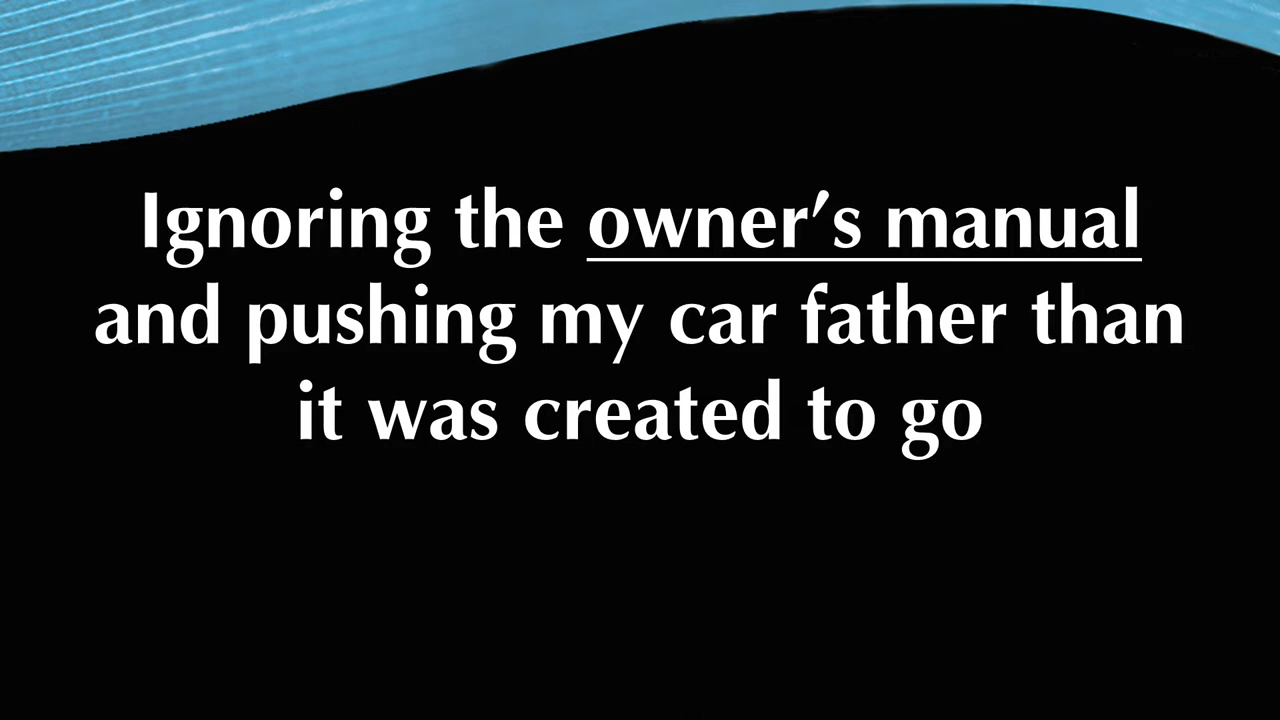 Ignoring the owner’s manual
and pushing my car father than
it was created to go